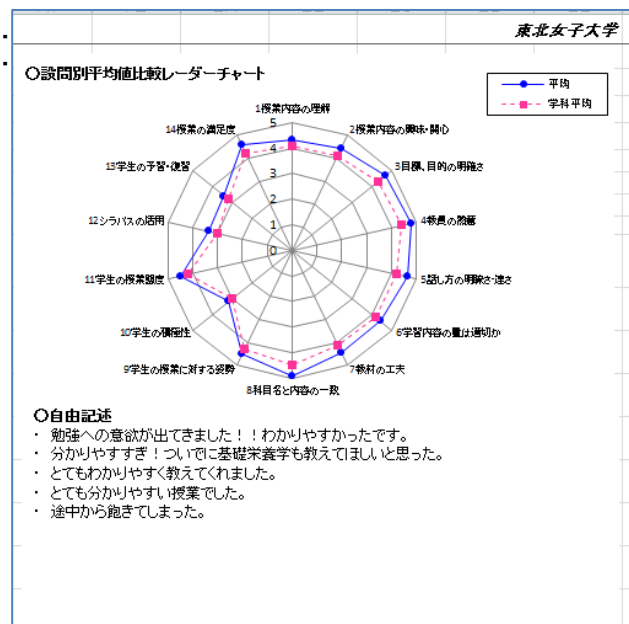 東北女子大学
〇設問別平均値比較レーダーチャート
平均
学科平均
1授業内容の理解
2授業内容の興味・関心
3目標、目的の明確さ
4教員の熱意
5話し方の明瞭さ・速さ
6学習内容の量は適切か
7教材の工夫
8科目名と内容の一致
9学生の授業に対する姿勢
10学生の積極性
11学生の授業態度
12シラバスの活用
13学生の予習・復習
14授業の満足度
5
4
3
2
1
0
〇自由記述
・ 勉強への意欲が出てきました！！わかりやすかったです。
・ 分かりやすすぎ！ついでに基礎栄養学も教えてほしいと思った。
・ とてもわかりやすく教えてくれました。
・ とても分かりやすい授業でした。
・ 途中から飽きてしまった。